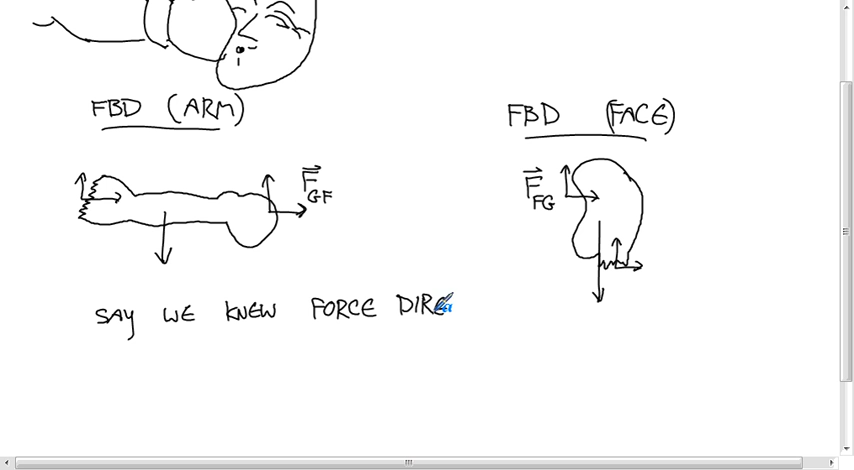 FBD (ARM)
FBD (FACE)
F GF
F FG
SAY WE KNEW FORCE DIRE